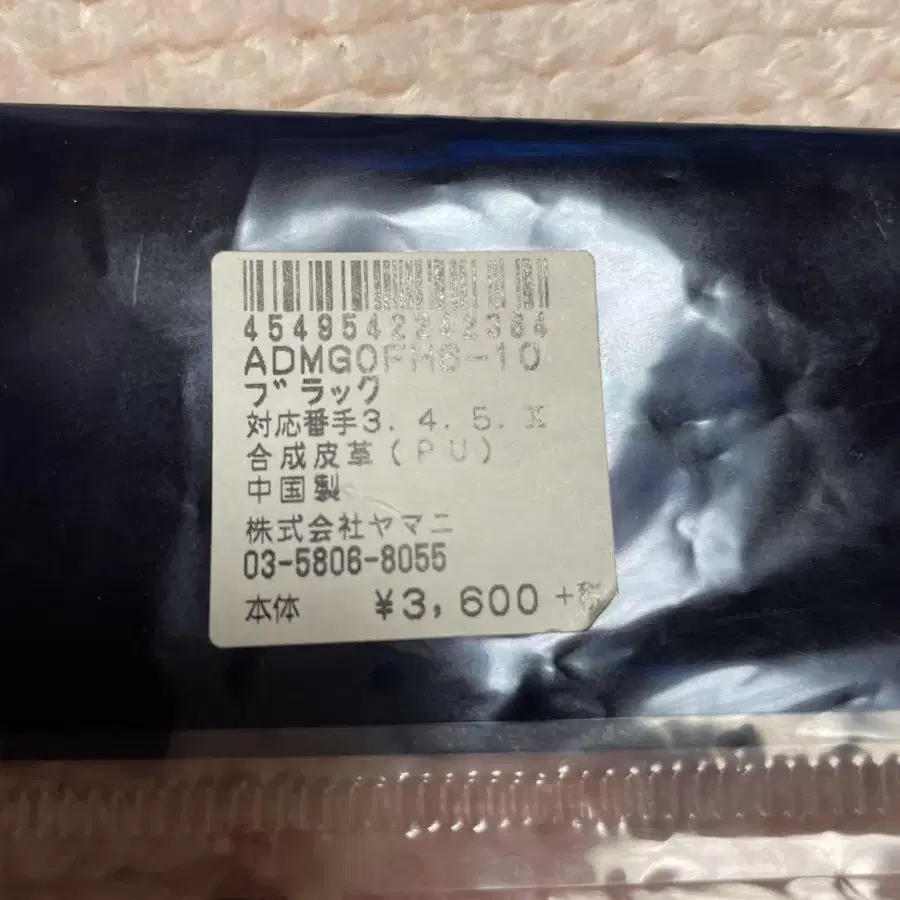 4549542242364
ADMG0FH6-10
ブラック
対応番手3. 4. 5. X
合成皮革(PU)
中国製
株式会社ヤマニ
03-5806-8055
本体 ¥3,600 +税